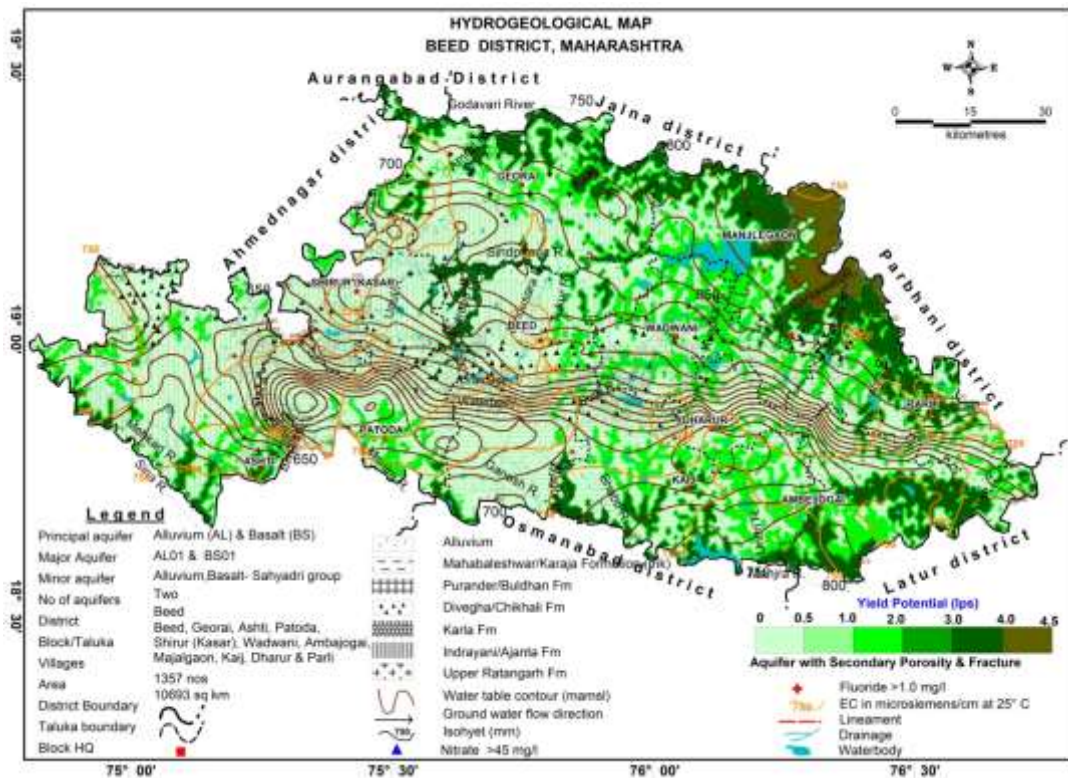 HYDROGEOLOGICAL MAP
BEED DISTRICT, MAHARASHTRA
19° 30'
N
W E
S
0 15 30
kilometres
Aurangabad District
Godavari River
750
Jalna district
800
Ahmednagar district
700
GEORAI
MANJLEGAON
Parbhani district
SHIRUR (KASAR)
BEED
WADWANI
19° 00'
PATODA
DHARUR
PARLI
ASHTI
650
KAIJ
AMBEJOGAI
Sina R.
700
Osmanabad district
Latur district
800
18° 30'
Legend
Principal aquifer Alluvium (AL) & Basalt (BS)
Major Aquifer AL01 & BS01
Minor aquifer Alluvium,Basalt- Sahyadri group
No of aquifers Two
District Beed
Block/Taluka Beed, Georai, Ashti, Patoda,
Shirur (Kasar), Wadwani, Ambajogai,
Majalgaon, Kaij, Dharur & Parli
Villages 1357 nos
Area 10693 sq km
District Boundary
Taluka boundary
Block HQ
Alluvium
Mahabaleshwar/Karaja Formation
Purander/Buldhan Fm
Divegha/Chikhali Fm
Karla Fm
Indrayani/Ajanta Fm
Upper Ratangarh Fm
Water table contour (mamsl)
Ground water flow direction
Isohyet (mm)
Nitrate >45 mg/l
Yield Potential (lps)
0 0.5 1.0 2.0 3.0 4.0 4.5
Aquifer with Secondary Porosity & Fracture
Fluoride >1.0 mg/l
EC in microsiemens/cm at 25° C
Lineament
Drainage
Waterbody
75° 00' 75° 30' 76° 00' 76° 30'